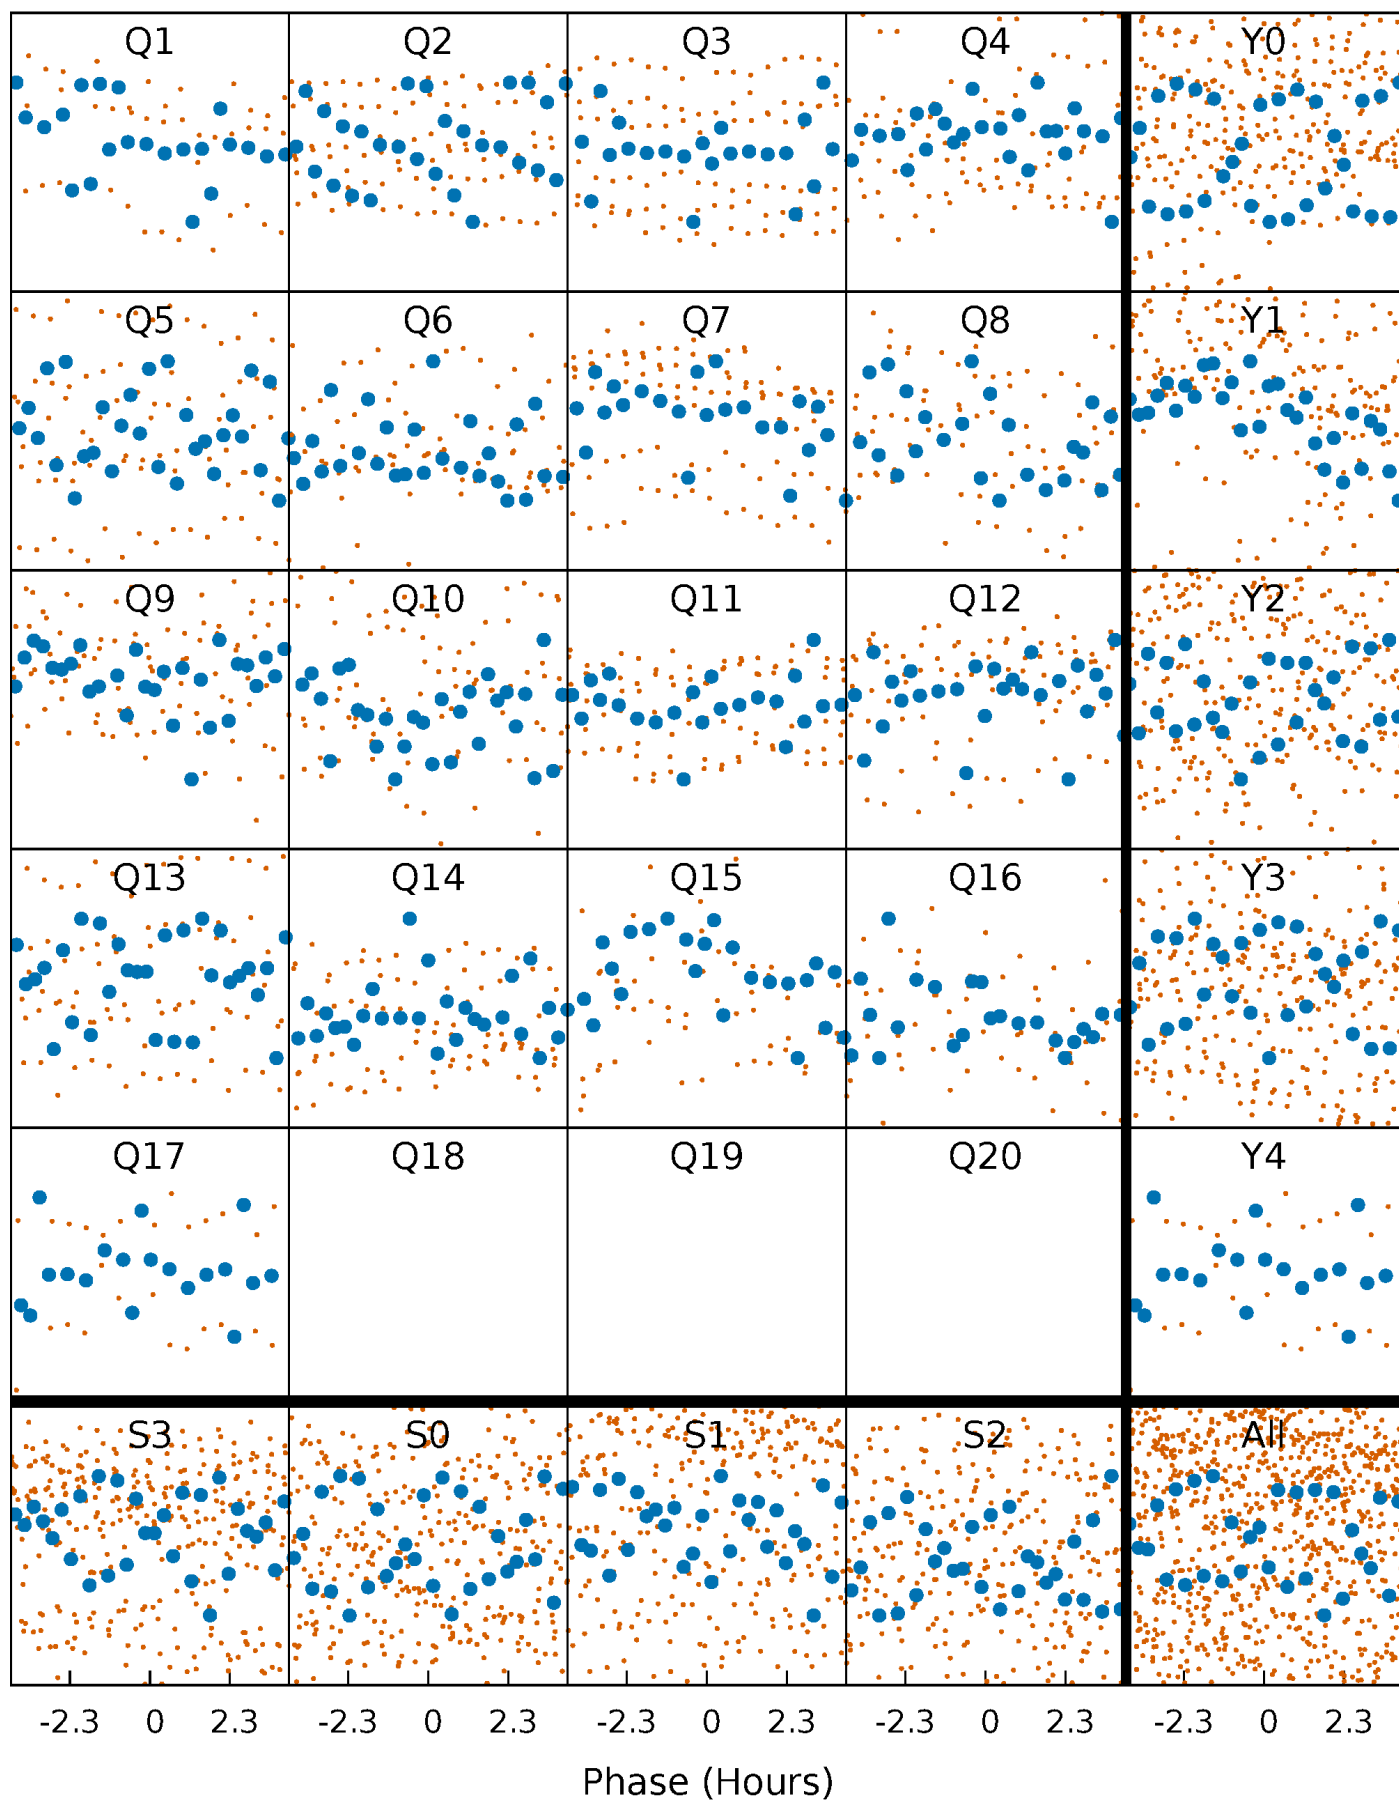 Q1 Q2 Q3 Q4 Y0
Q5 Q6 Q7 Q8 Y1
Q9 Q10 Q11 Q12 Y2
Q13 Q14 Q15 Q16 Y3
Q17 Q18 Q19 Q20 Y4
S3 S0 S1 S2 All
-2.3 0 2.3 -2.3 0 2.3 -2.3 0 2.3 -2.3 0 2.3 -2.3 0 2.3
Phase (Hours)